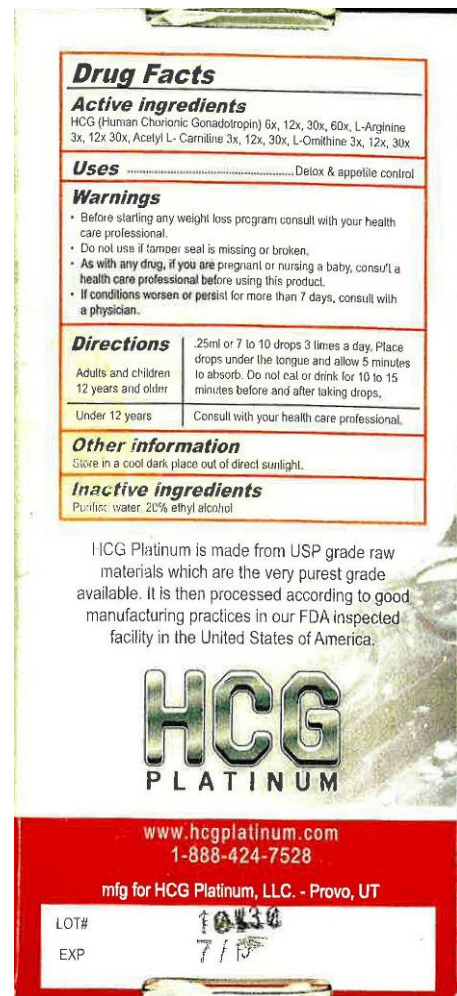 Drug Facts
Active ingredients
HCG (Human Chorionic Gonadotropin) 6x, 12x, 30x, 60x, L-Arginine
3x, 12x 30x, Acetyl L- Carnitine 3x, 12x, 30x, L-Ornithine 3x, 12x, 30x
Uses ........................................ Detox & appetite control
Warnings
• Before starting any weight loss program consult with your health
care professional.
• Do not use if tamper seal is missing or broken.
• As with any drug, if you are pregnant or nursing a baby, consult a
health care professional before using this product.
• If conditions worsen or persist for more than 7 days, consult with
a physician.
Directions
Adults and children
12 years and older
.25ml or 7 to 10 drops 3 times a day. Place
drops under the tongue and allow 5 minutes
to absorb. Do not eat or drink for 10 to 15
minutes before and after taking drops.
Under 12 years
Consult with your health care professional.
Other information
Store in a cool dark place out of direct sunlight.
Inactive ingredients
Purified water, 20% ethyl alcohol
HCG Platinum is made from USP grade raw
materials which are the very purest grade
available. It is then processed according to good
manufacturing practices in our FDA inspected
facility in the United States of America.
HCG
PLATINUM
www.hcgplatinum.com
1-888-424-7528
mfg for HCG Platinum, LLC. - Provo, UT
LOT#
EXP